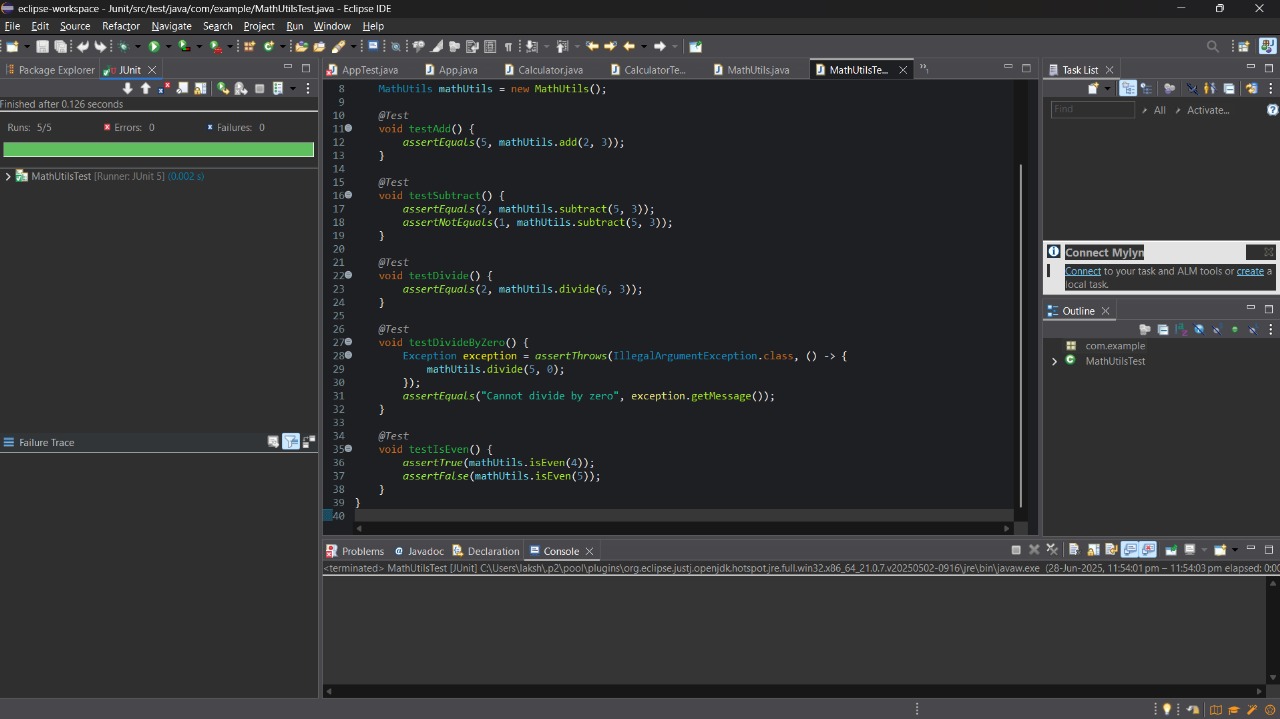 eclipse-workspace - Junit/src/test/java/com/example/MathUtilsTest.java - Eclipse IDE
File Edit Source Refactor Navigate Search Project Run Window Help
Package Explorer JUnit
Finished after 0.126 seconds
Runs: 5/5 Errors: 0 Failures: 0
MathUtilsTest [Runner: JUnit 5] (0.002 s)
Failure Trace
AppTest.java App.java Calculator.java CalculatorTe... MathUtils.java MathUtilsTe...
8 MathUtils mathUtils = new MathUtils();
9
10 @Test
11 void testAdd() {
12 assertEquals(5, mathUtils.add(2, 3));
13 }
14
15 @Test
16 void testSubtract() {
17 assertEquals(2, mathUtils.subtract(5, 3));
18 assertNotEquals(1, mathUtils.subtract(5, 3));
19 }
20
21 @Test
22 void testDivide() {
23 assertEquals(2, mathUtils.divide(6, 3));
24 }
25
26 @Test
27 void testDivideByZero() {
28 Exception exception = assertThrows(IllegalArgumentException.class, () -> {
29 mathUtils.divide(5, 0);
30 });
31 assertEquals("Cannot divide by zero", exception.getMessage());
32 }
33
34 @Test
35 void testIsEven() {
36 assertTrue(mathUtils.isEven(4));
37 assertFalse(mathUtils.isEven(5));
38 }
39 }
40
Problems Javadoc Declaration Console
<terminated> MathUtilsTest [JUnit] C:\Users\laksh\.p2\pool\plugins\org.eclipse.justj.openjdk.hotspot.jre.full.win32.x86_64_21.0.7.v20250502-0916\jre\bin\javaw.exe (28-Jun-2025, 11:54:01 pm – 11:54:03 pm elapsed: 0:00
Task List
Find All Activate...
Connect Mylyn
Connect to your task and ALM tools or create a
local task.
Outline
com.example
MathUtilsTest